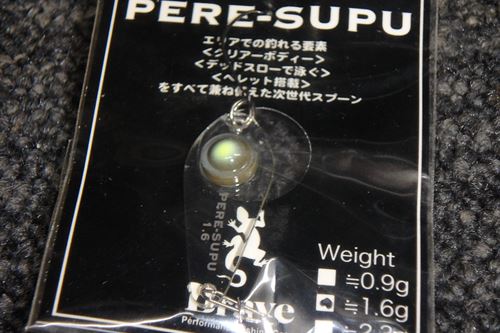 PERE-SUPU
エリアでの釣れる要素
<クリアーボディー>
<デッドスローで泳ぐ>
<ペレット搭載>
をすべて兼ね備えた次世代スプーン
PERE-SUPU
1.6
Drive
Weight
≒0.9g
≒1.6g